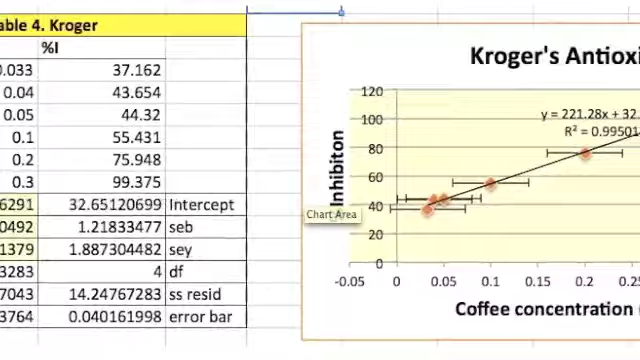 able 4. Kroger
%I
0.033 37.162
0.04 43.654
0.05 44.32
0.1 55.431
0.2 75.948
0.3 99.375
6291 32.65120699 Intercept
0492 1.21833477 seb
1379 1.887304482 sey
3283 4 df
7043 14.24767283 ss resid
3764 0.040161998 error bar
Kroger's Antioxi
120
100
80
60
40
20
0
y = 221.28x + 32.
R² = 0.99501
Inhibiton
Chart Area
-0.05 0 0.05 0.1 0.15 0.2 0.25
Coffee concentration (